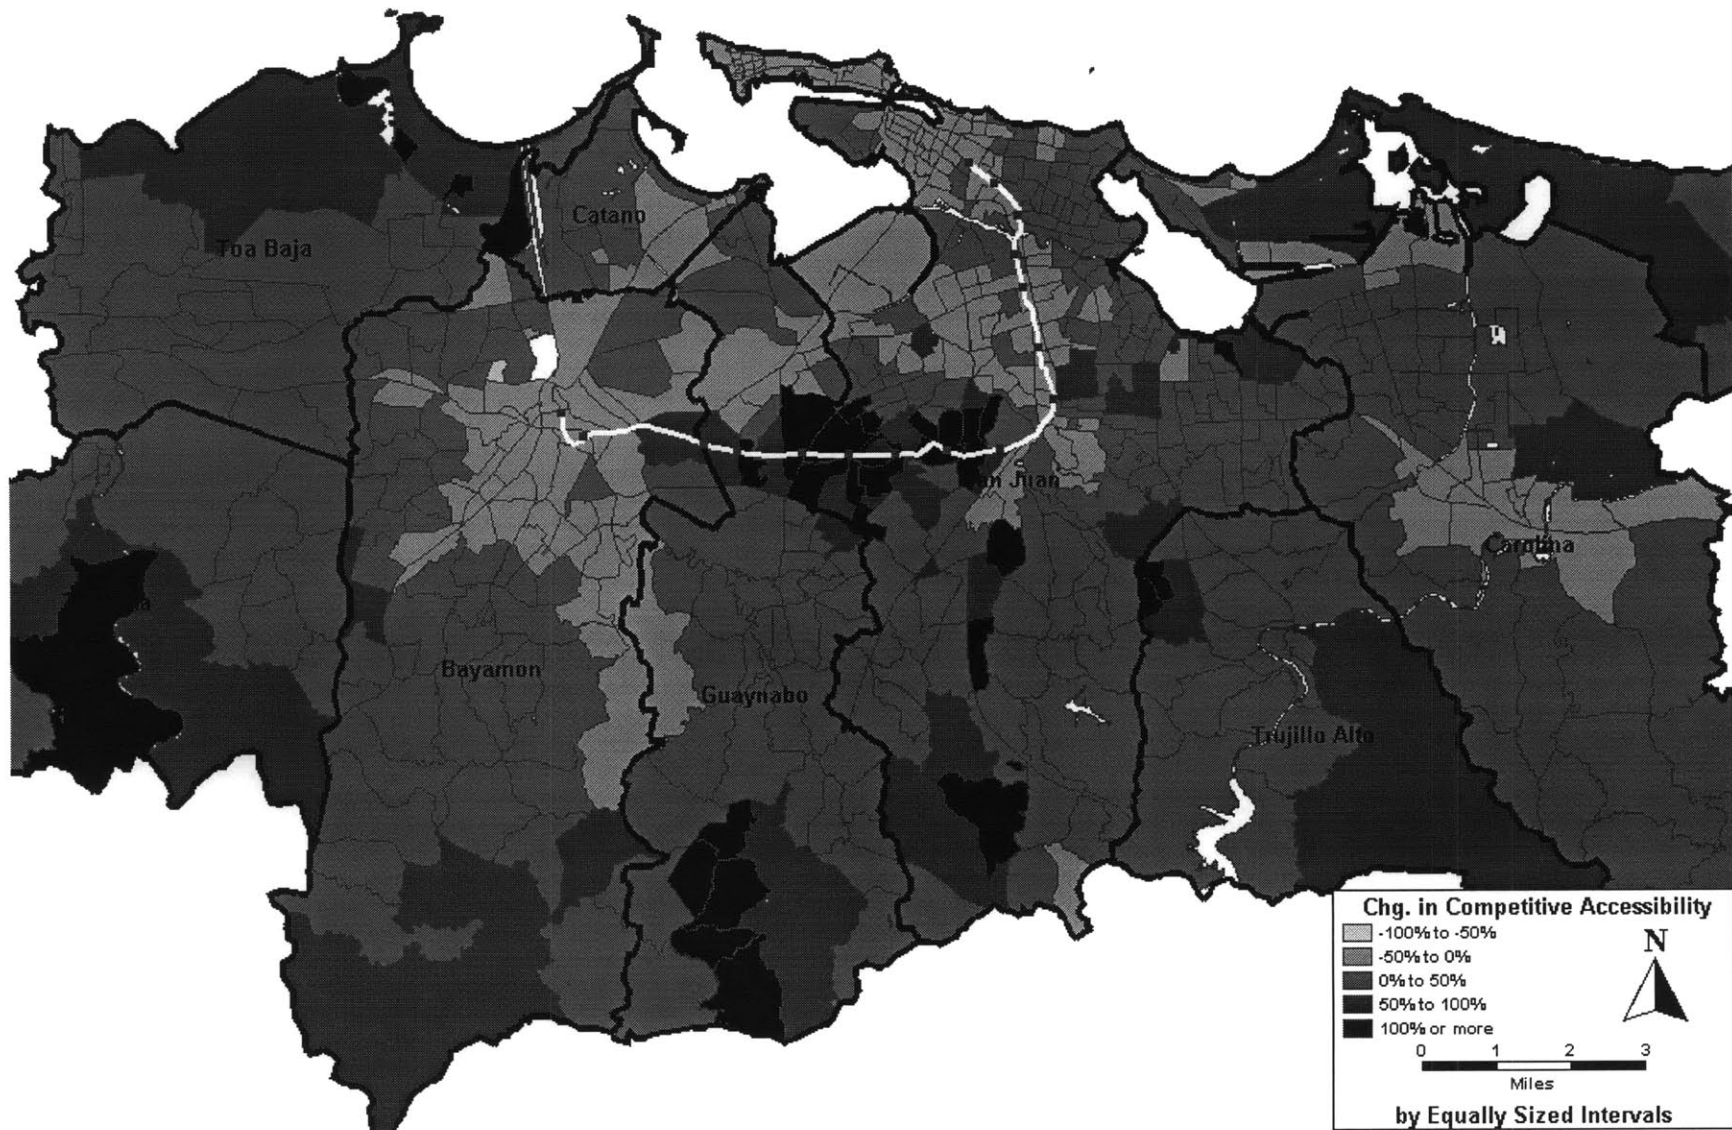 Catano
Toa Baja
Juan
Carolina
Bayamon
Guaynabo
Trujillo Alto
Chg. in Competitive Accessibility
-100% to -50%
-50% to 0%
0% to 50%
50% to 100%
100% or more
N
0 1 2 3
Miles
by Equally Sized Intervals